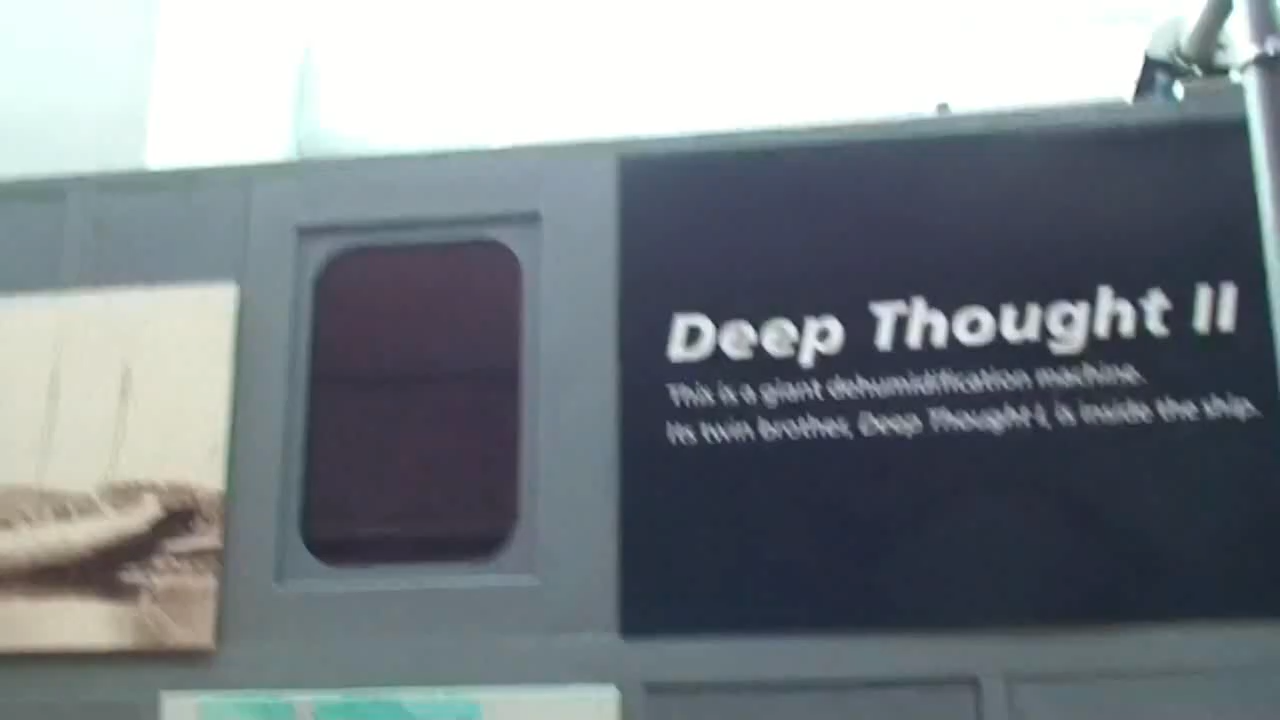 Deep Thought II
This is a giant dehumidification machine.
Its twin brother, Deep Thought I, is inside the ship.